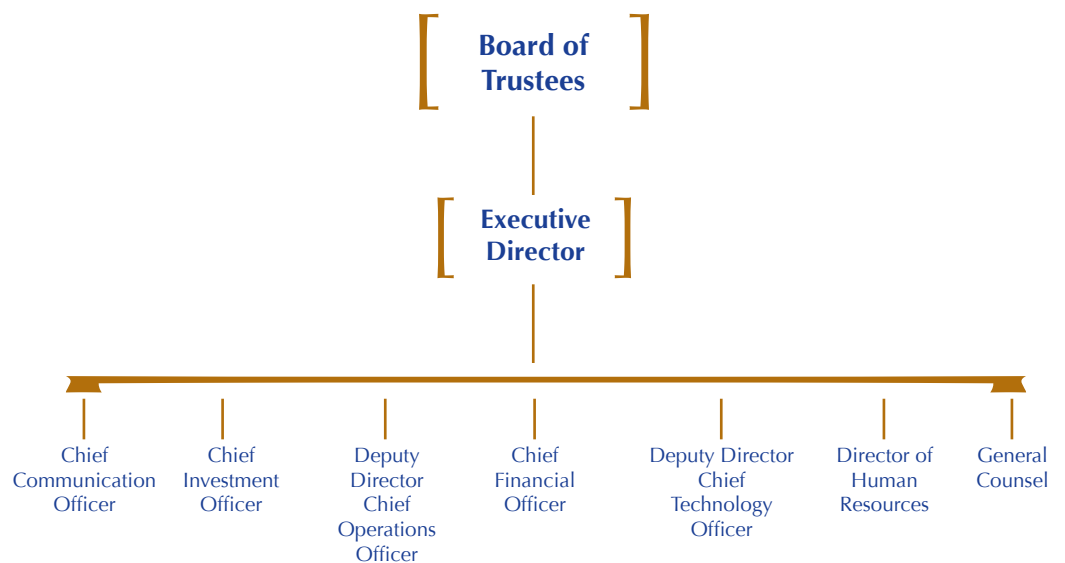 Board of
Trustees
Executive
Director
Chief
Communication
Officer
Chief
Investment
Officer
Deputy
Director
Chief
Operations
Officer
Chief
Financial
Officer
Deputy Director
Chief
Technology
Officer
Director of
Human
Resources
General
Counsel